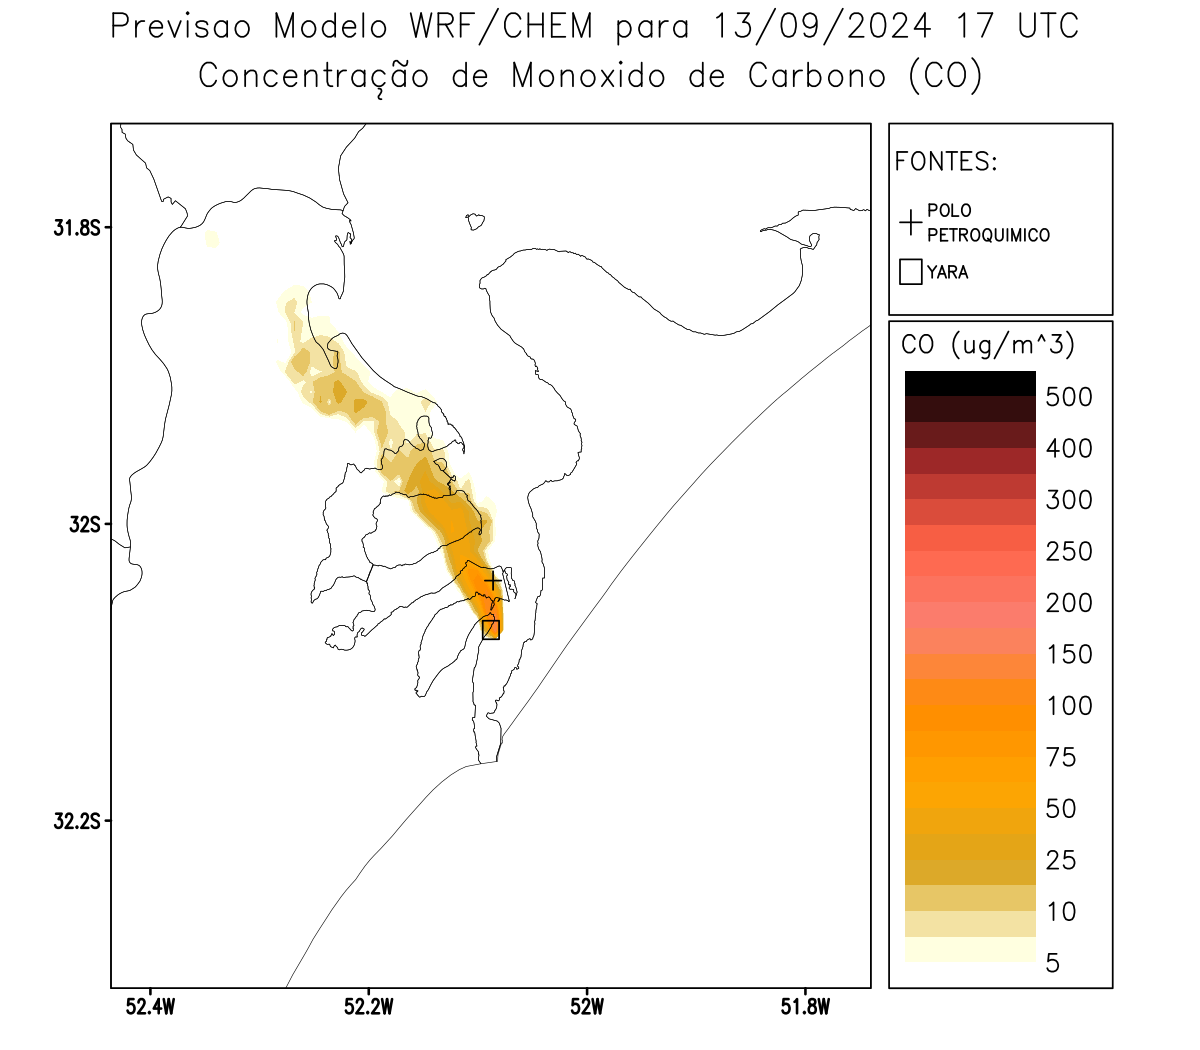 Previsao Modelo WRF/CHEM para 13/09/2024 17 UTC
Concentração de Monoxido de Carbono (CO)
FONTES:
POLO
PETROQUIMICO
YARA
CO (ug/m^3)
500
400
300
250
200
150
100
75
50
25
10
5
31.8S
32S
32.2S
52.4W
52.2W
52W
51.8W